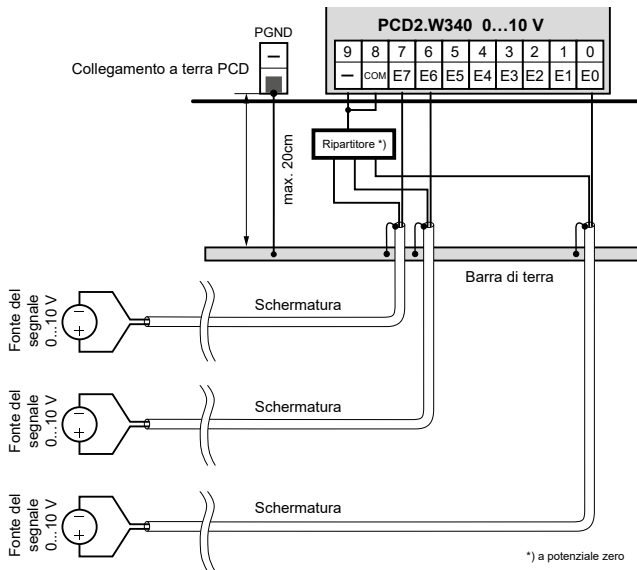 PGND
PCD2.W340 0...10 V
9 8 7 6 5 4 3 2 1 0
– COM E7 E6 E5 E4 E3 E2 E1 E0
–
Collegamento a terra PCD
max. 20cm
Ripartitore *)
Barra di terra
Fonte del
segnale
0...10 V
–
+
Schermatura
Fonte del
segnale
0...10 V
–
+
Schermatura
Fonte del
segnale
0...10 V
–
+
Schermatura
*) a potenziale zero